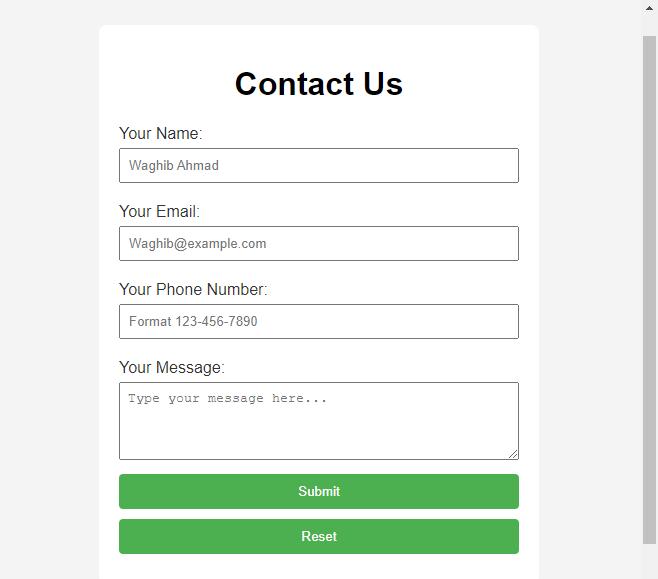 Contact Us
Your Name:
Waghib Ahmad
Your Email:
Waghib@example.com
Your Phone Number:
Format 123-456-7890
Your Message:
Type your message here...
Submit
Reset